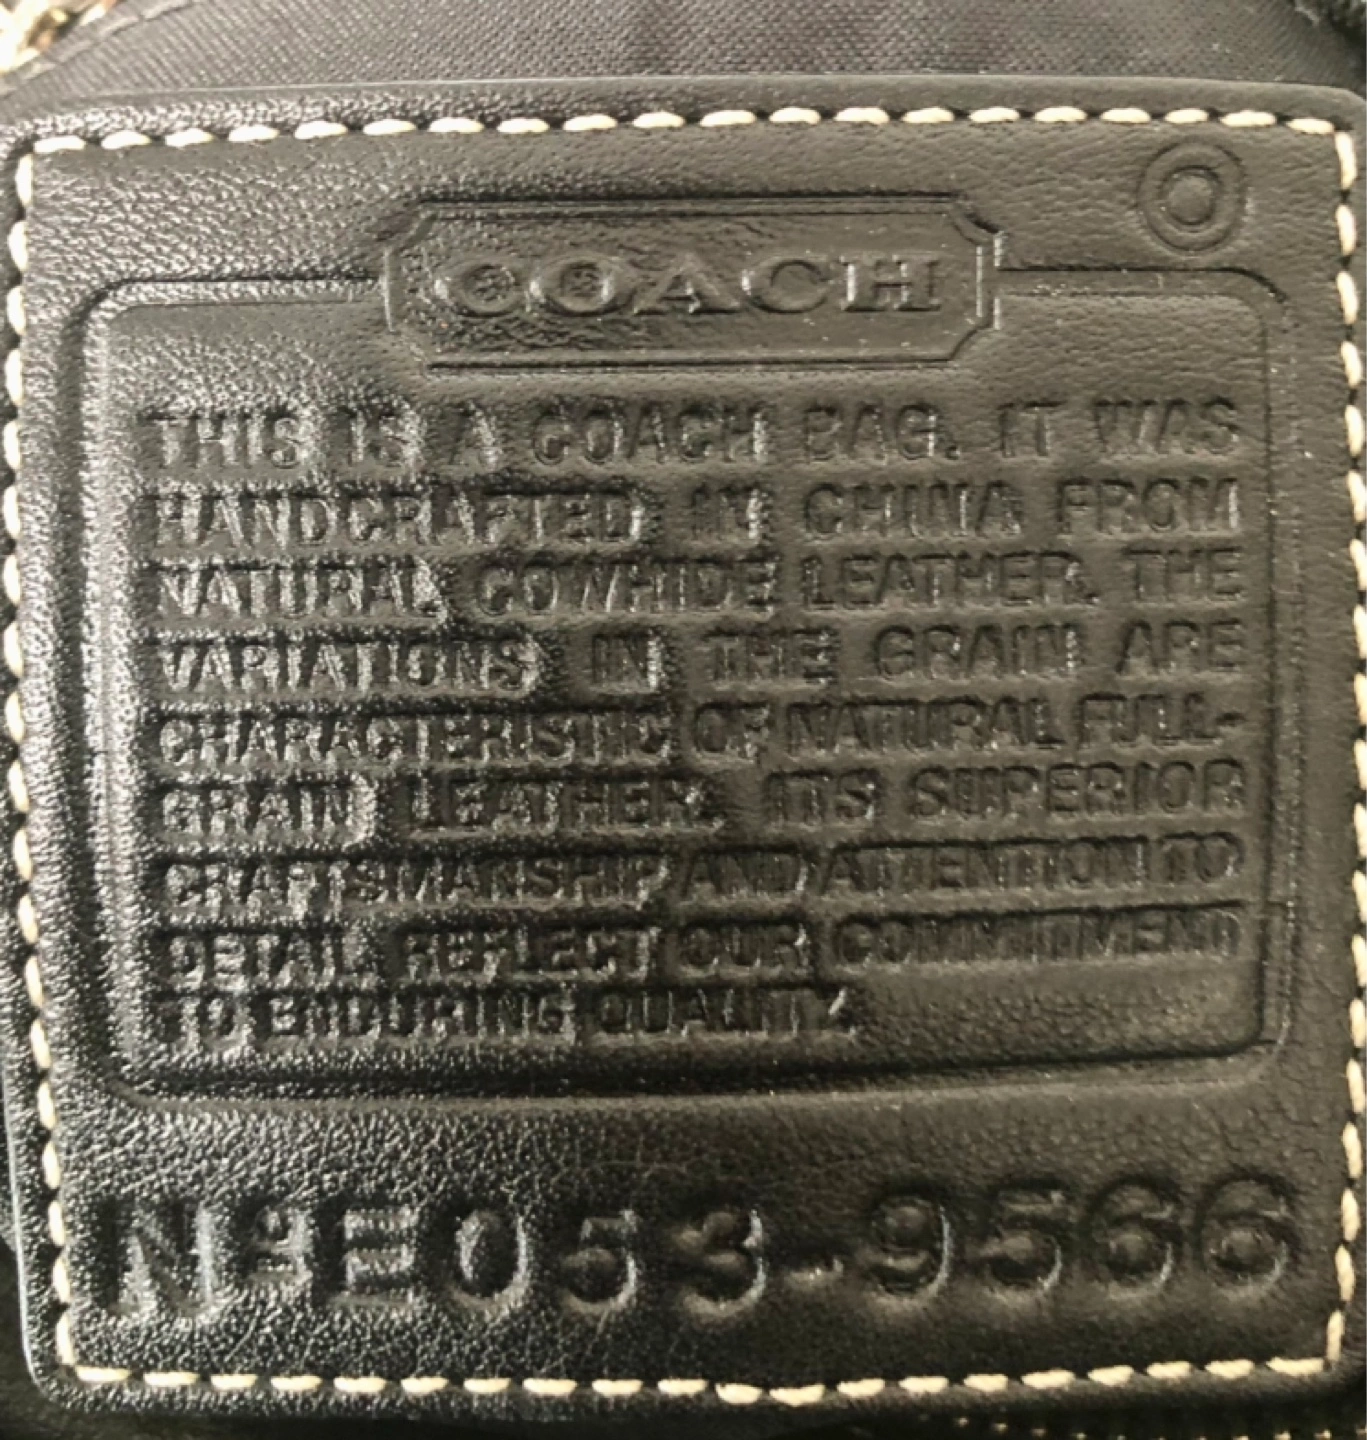 COACH
THIS IS A COACH BAG. IT WAS
HANDCRAFTED IN CHINA FROM
NATURAL COWHIDE LEATHER. THE
VARIATIONS IN THE GRAIN ARE
CHARACTERISTIC OF NATURAL FULL-
GRAIN LEATHER. ITS SUPERIOR
CRAFTSMANSHIP AND ATTENTION TO
DETAIL REFLECT OUR COMMITMENT
TO ENDURING QUALITY.
Nº E053-9566